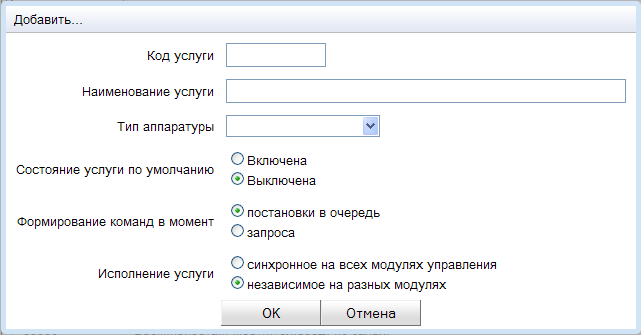 Добавить...
Код услуги
Наименование услуги
Тип аппаратуры
Состояние услуги по умолчанию
Включена
Выключена
Формирование команд в момент
постановки в очередь
запроса
Исполнение услуги
синхронное на всех модулях управления
независимое на разных модулях
OK Отмена